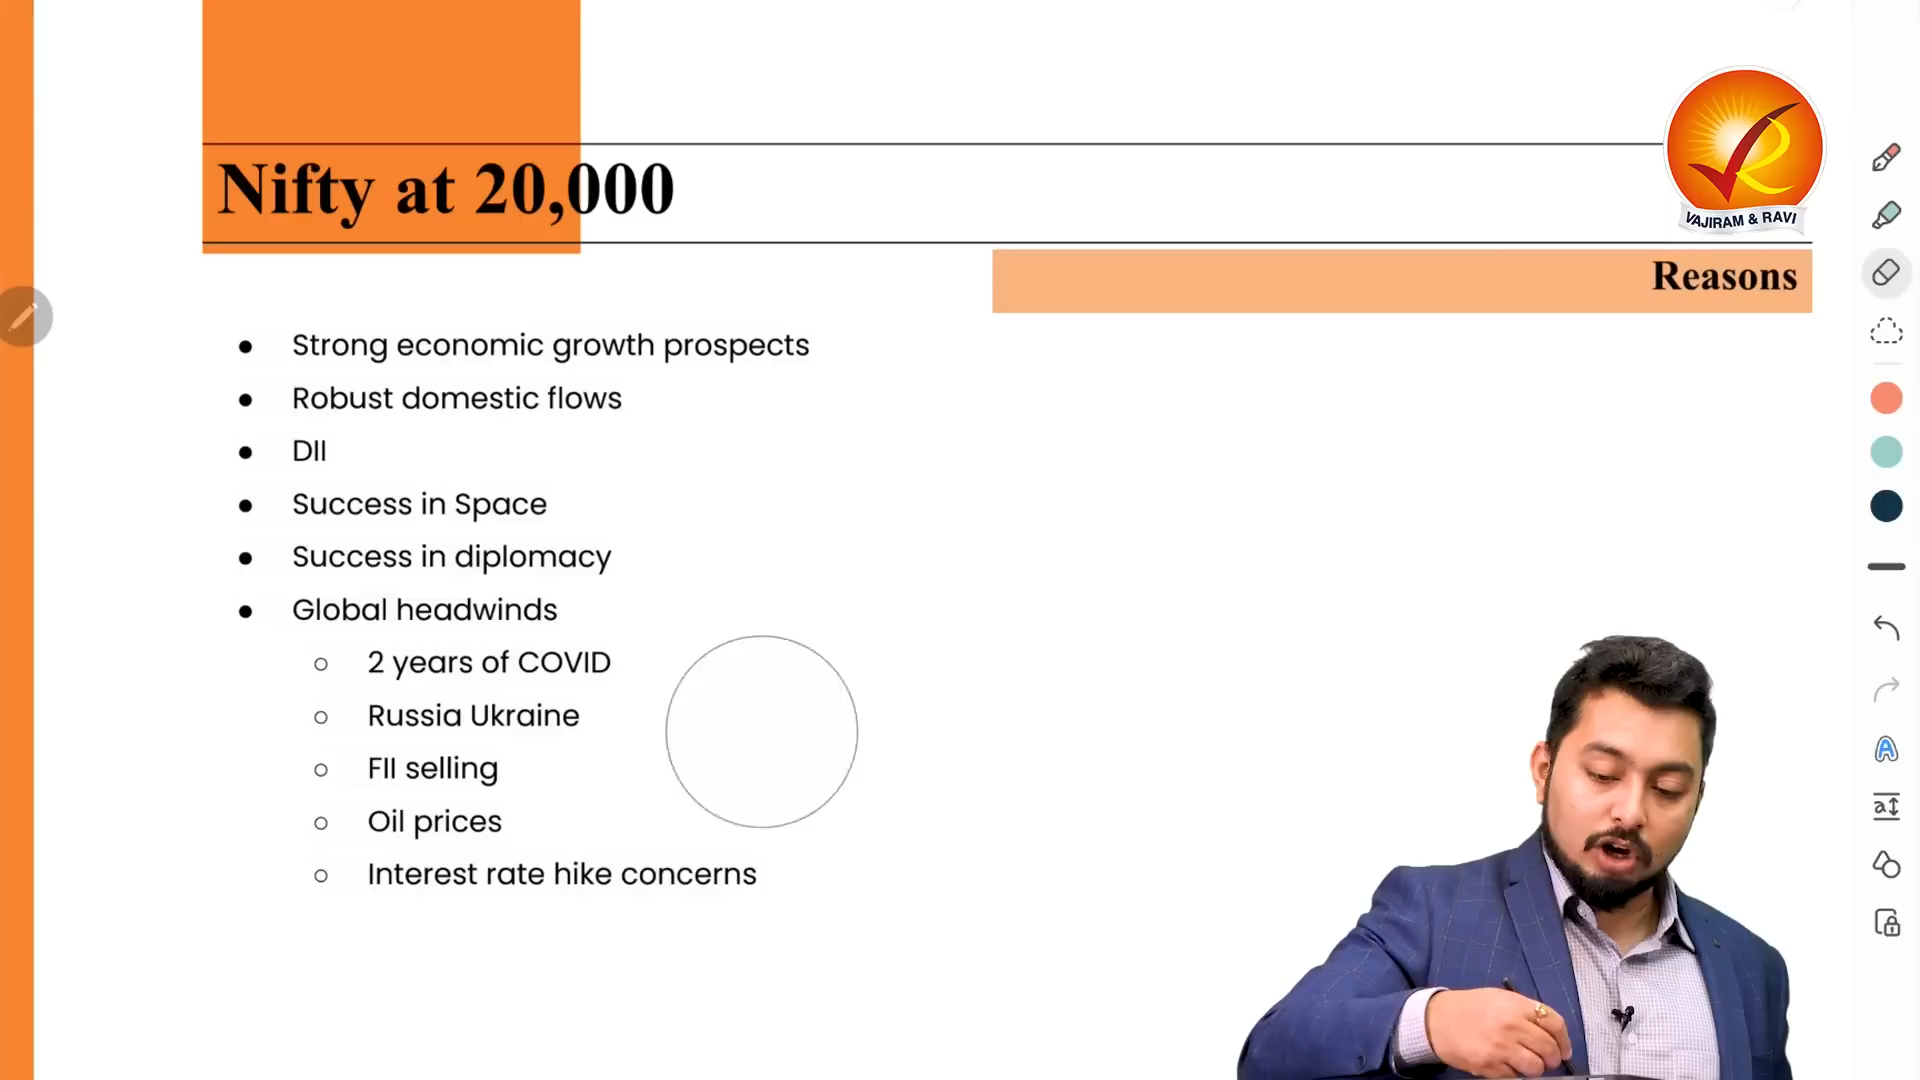 Nifty at 20,000
VAJIRAM & RAVI
Reasons
Strong economic growth prospects
Robust domestic flows
DII
Success in Space
Success in diplomacy
Global headwinds
2 years of COVID
Russia Ukraine
FII selling
Oil prices
Interest rate hike concerns